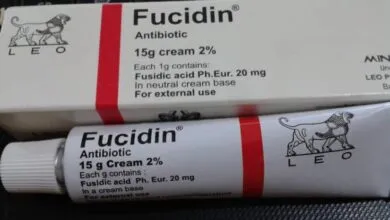 Fucidin®
Antibiotic
15g cream 2%
Each 1g contains:
Fusidic acid Ph.Eur. 20 mg
In neutral cream base
For external use
LEO
MIN
LEO P
Fucidin®
Antibiotic
15 g Cream 2%
Each g contains :
Fusidic acid Ph.Eur. 20 mg
In a cream base
LEO